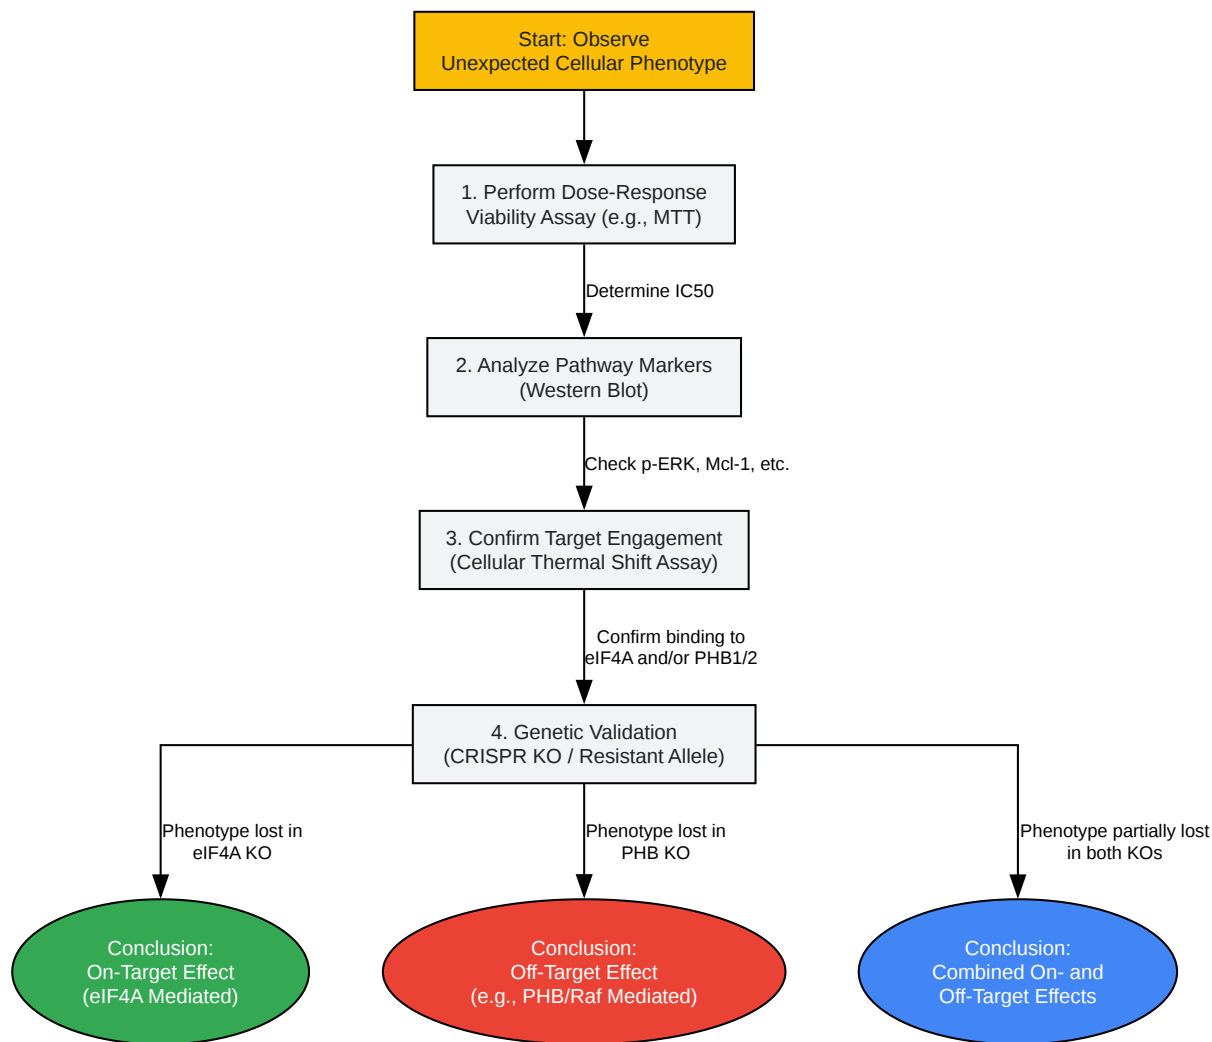 Start: Observe
Unexpected Cellular Phenotype
1. Perform Dose-Response
Viability Assay (e.g., MTT)
Determine IC50
2. Analyze Pathway Markers
(Western Blot)
Check p-ERK, Mcl-1, etc.
3. Confirm Target Engagement
(Cellular Thermal Shift Assay)
Confirm binding to
eIF4A and/or PHB1/2
4. Genetic Validation
(CRISPR KO / Resistant Allele)
Phenotype lost in
eIF4A KO
Phenotype lost in
PHB KO
Phenotype partially lost
in both KOs
Conclusion:
On-Target Effect
(eIF4A Mediated)
Conclusion:
Off-Target Effect
(e.g., PHB/Raf Mediated)
Conclusion:
Combined On- and
Off-Target Effects